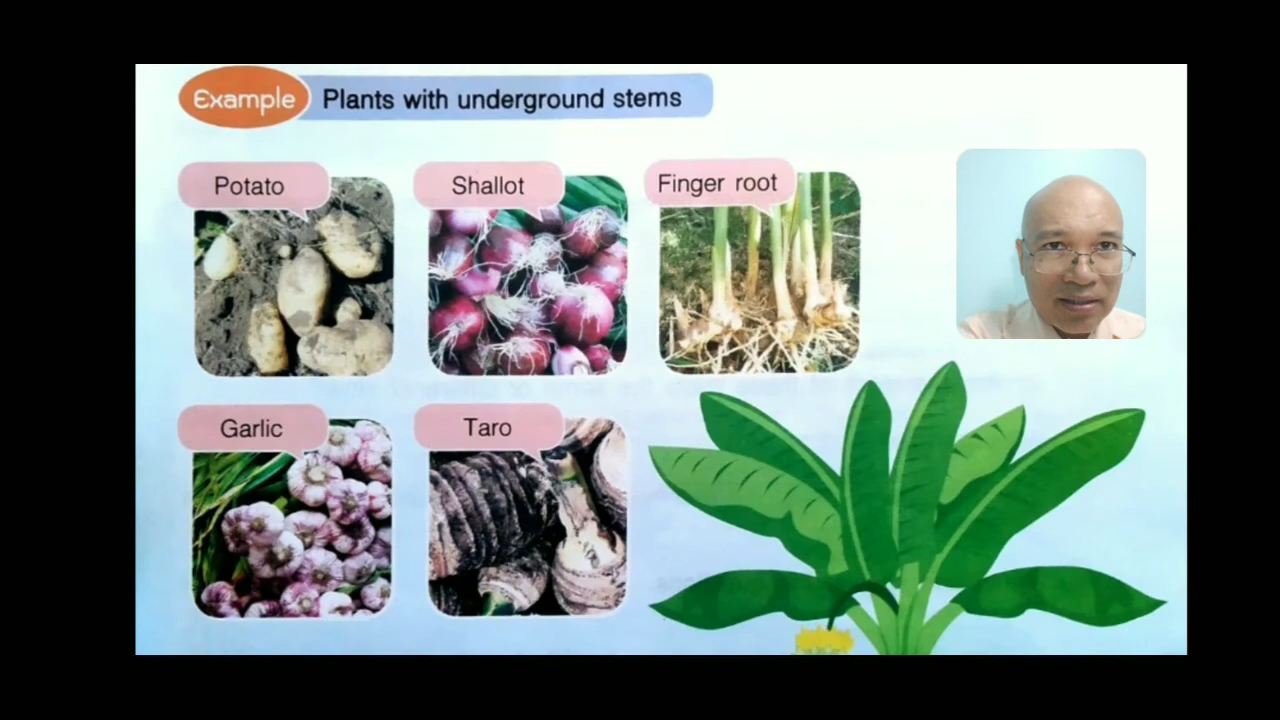 Example Plants with underground stems
Potato
Shallot
Finger root
Garlic
Taro